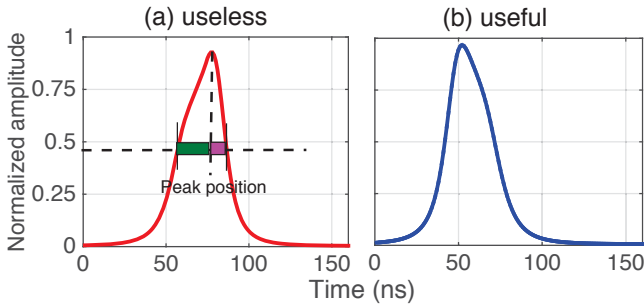 (a) useless
(b) useful
Normalized amplitude
1
0.75
0.5
0.25
0
Peak position
0
50
100
150
0
50
100
150
Time (ns)